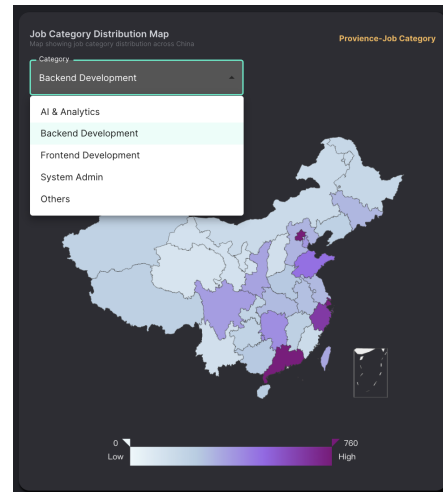 Job Category Distribution Map
Map showing job category distribution across China
Provience-Job Category
Category
Backend Development
AI & Analytics
Backend Development
Frontend Development
System Admin
Others
0
760
Low
High